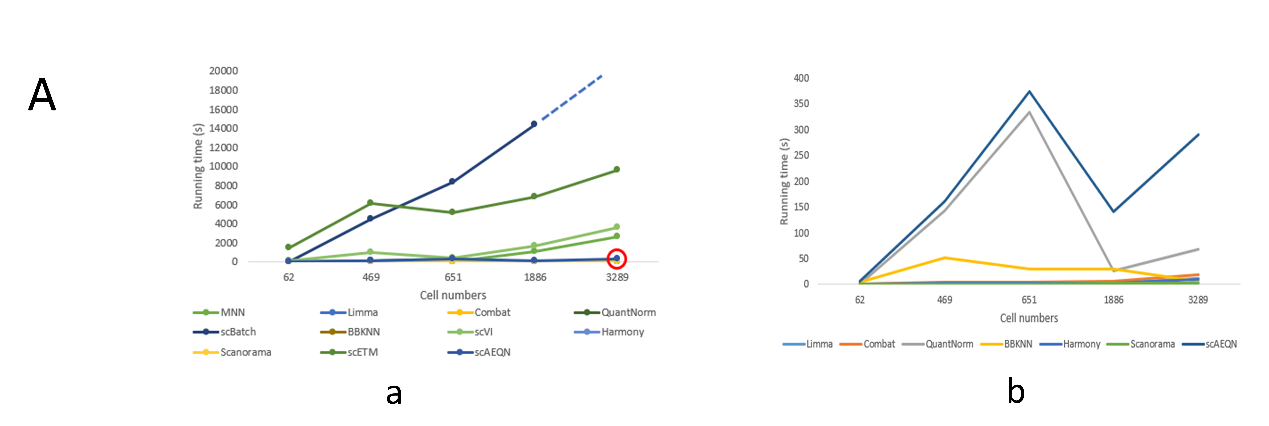 A
Running time (s)
20000
18000
16000
14000
12000
10000
8000
6000
4000
2000
0
62 469 651 1886 3289
Cell numbers
MNN Limma Combat QuantNorm
scBatch BBKNN scVI Harmony
Scanorama scETM scAEQN
a
Running time (s)
400
350
300
250
200
150
100
50
0
62 469 651 1886 3289
Cell numbers
Limma Combat QuantNorm BBKNN Harmony Scanorama scAEQN
b